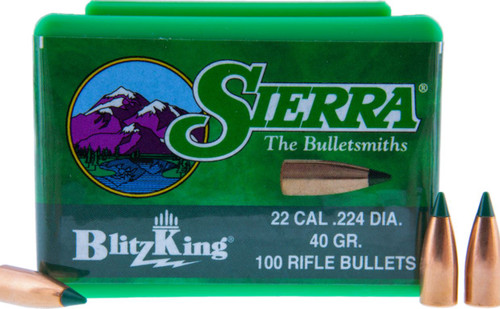 SIERRA®
The Bulletsmiths
BlitzKing®
22 CAL .224 DIA.
40 GR.
100 RIFLE BULLETS